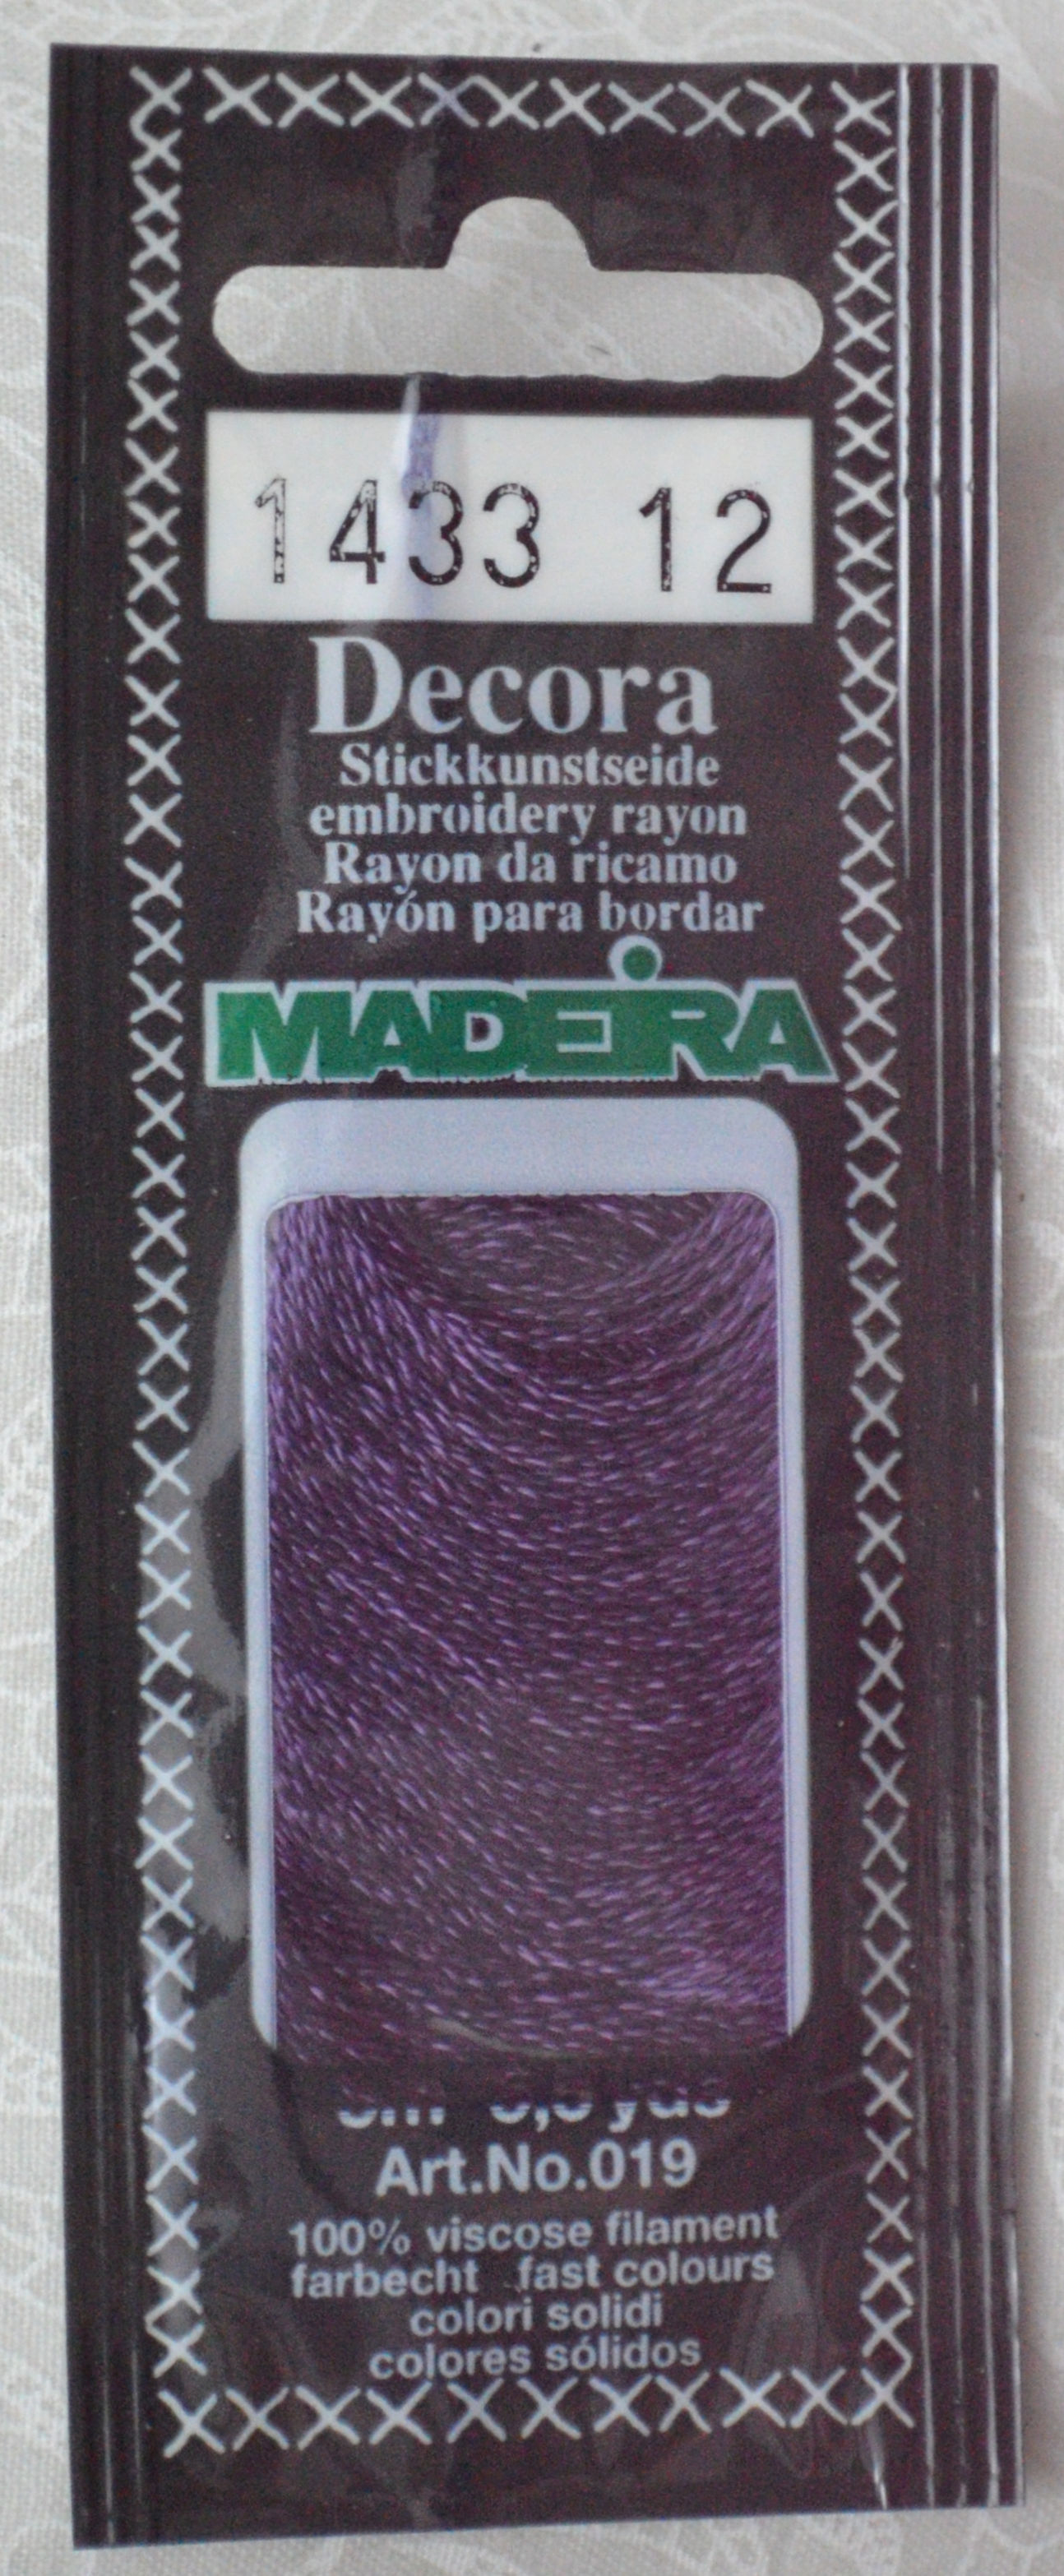 1433 12
Decora
Stickkunstseide
embroidery rayon
Rayon da ricamo
Rayón para bordar
MADEIRA
yds
Art.No.019
100% viscose filament
farbecht fast colours
colori solidi
colores sólidos